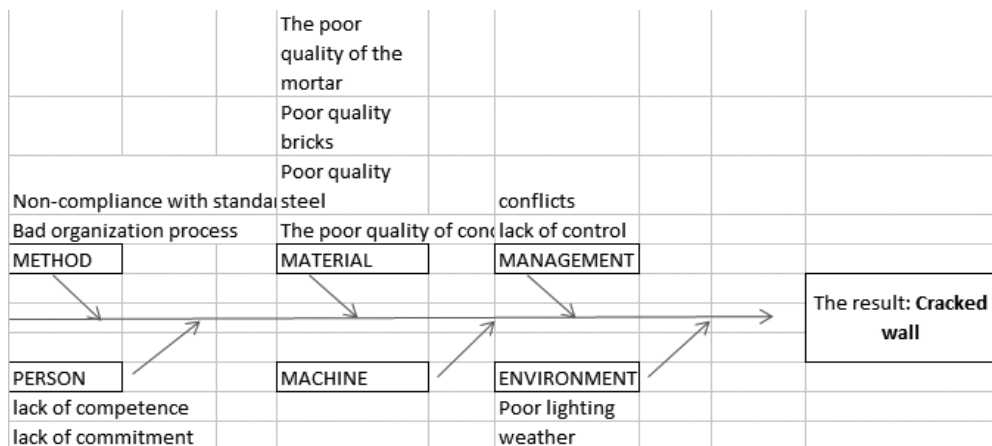 The poor
quality of the
mortar
Poor quality
bricks
Poor quality
Non-compliance with standa steel conflicts
Bad organization process The poor quality of conc lack of control
METHOD MATERIAL MANAGEMENT
The result: Cracked
wall
PERSON MACHINE ENVIRONMENT
lack of competence Poor lighting
lack of commitment weather